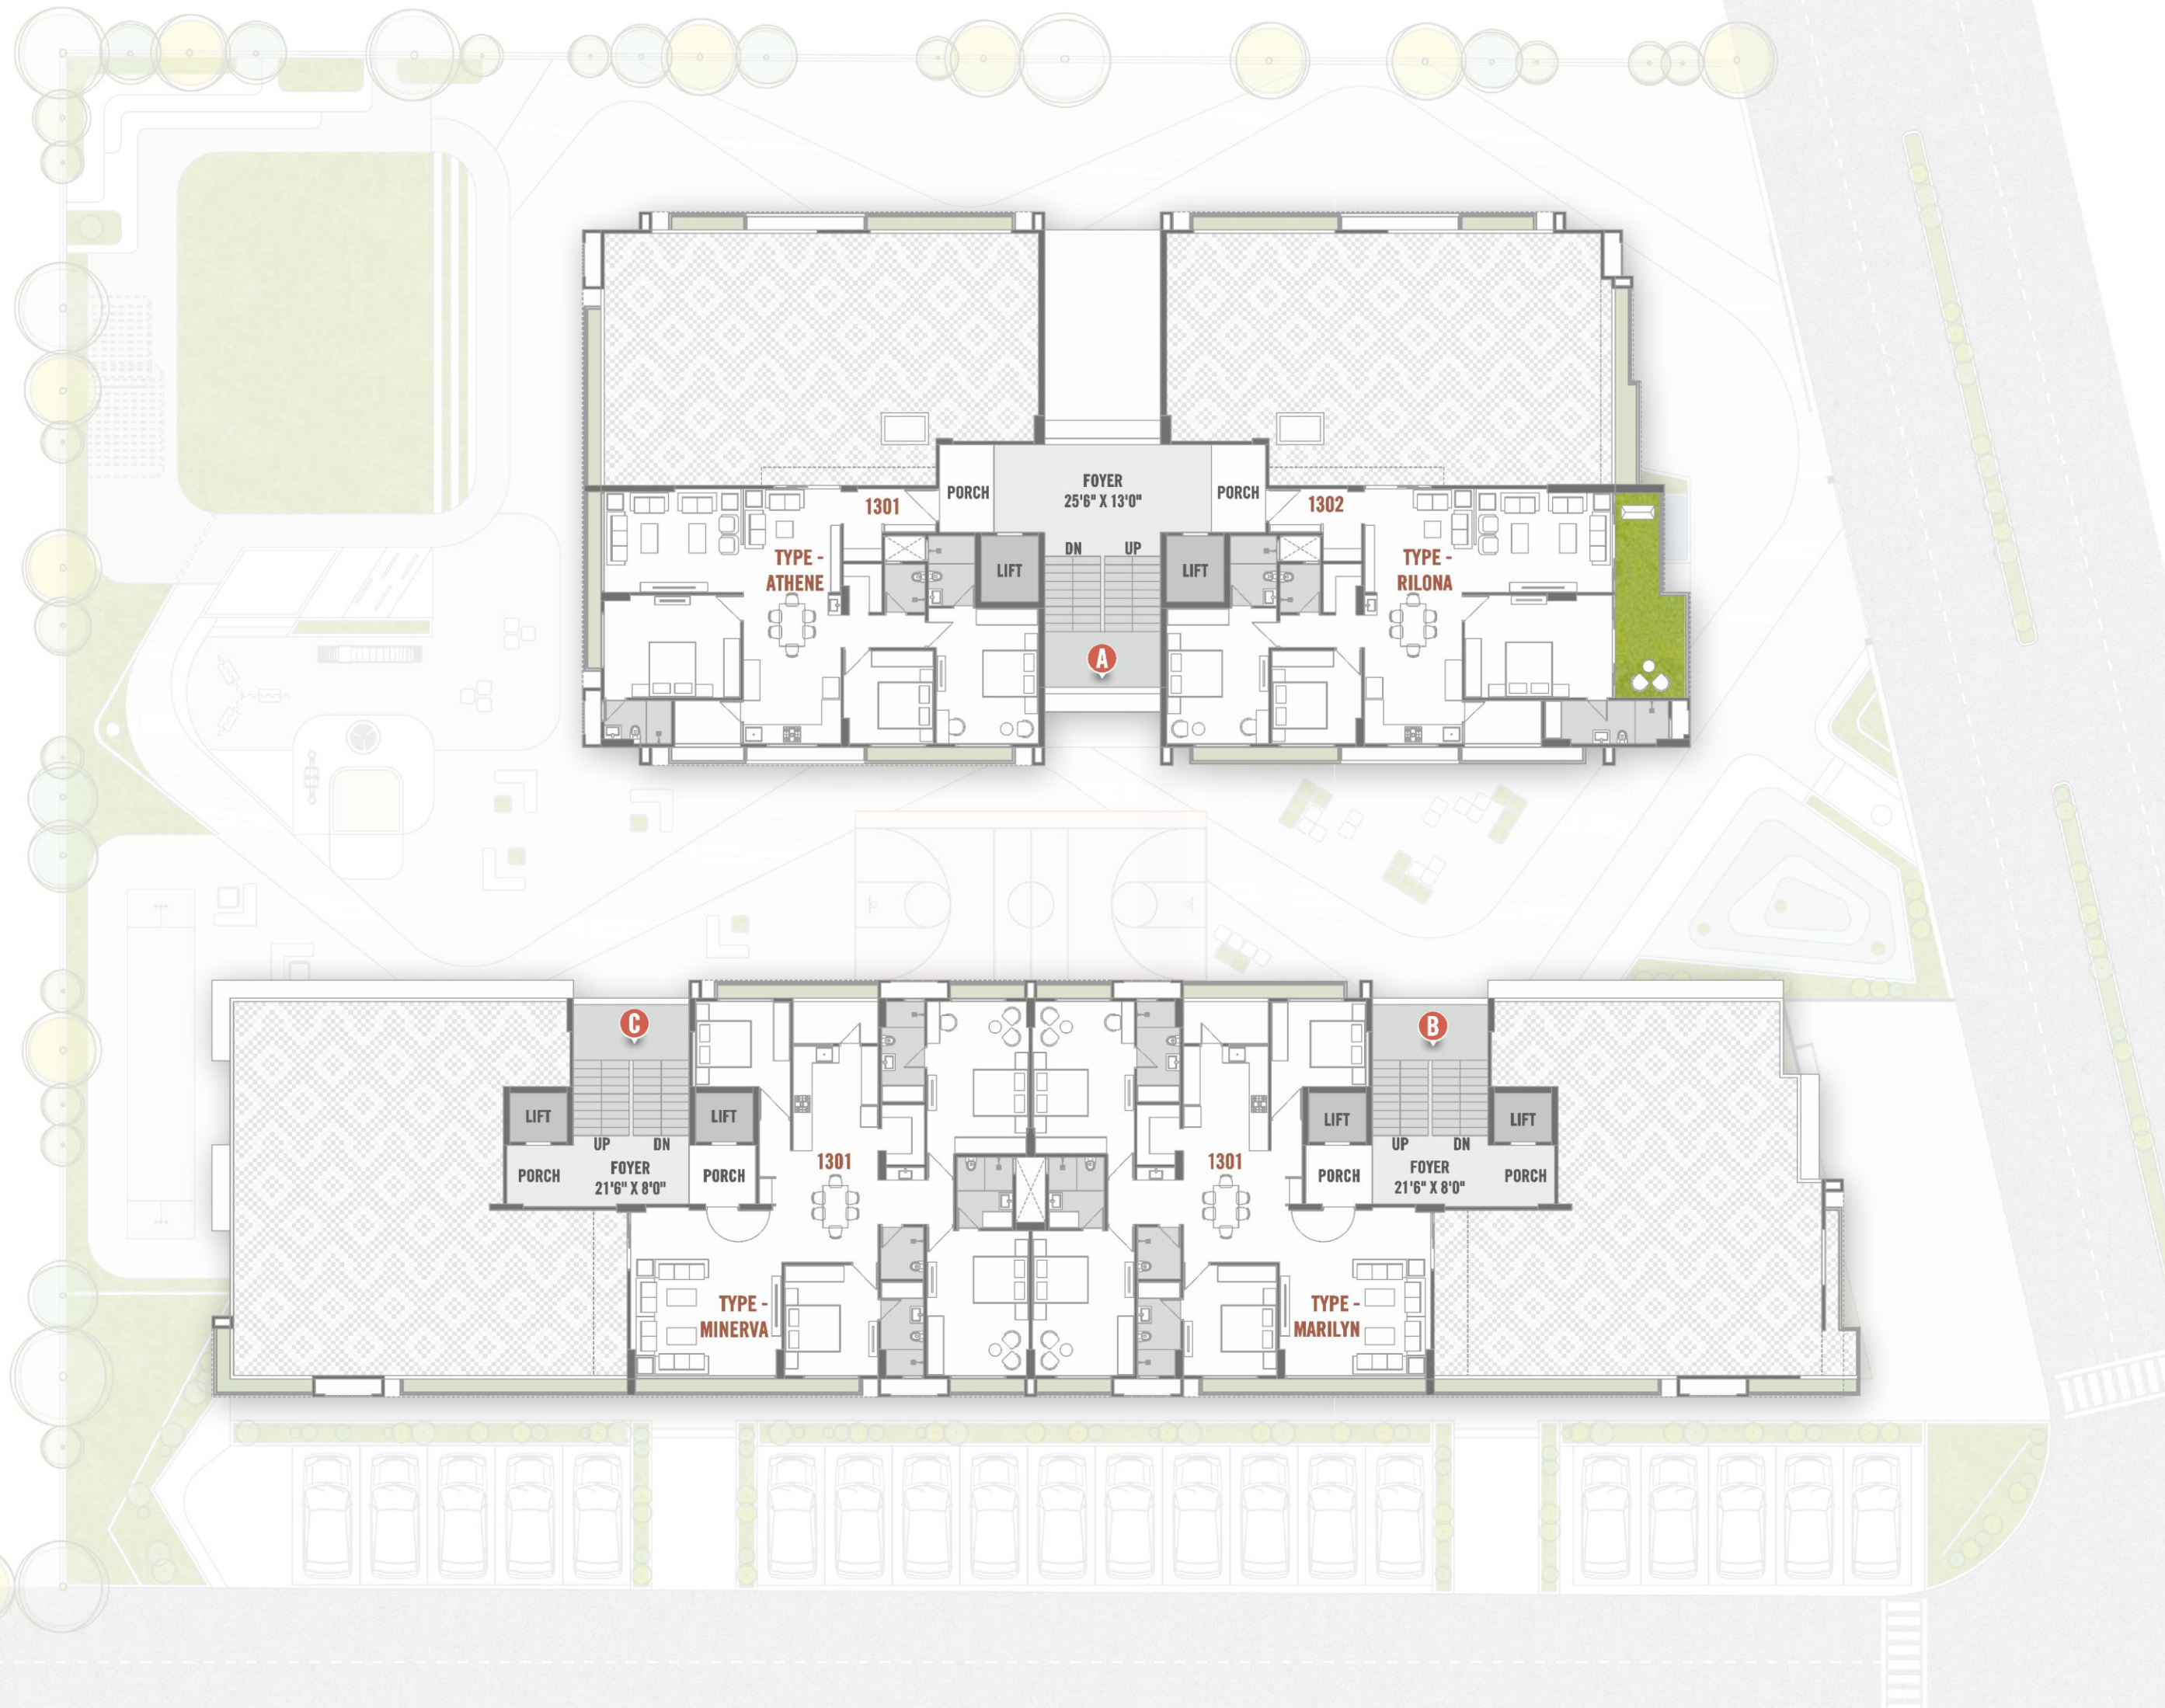 FOYER
25'6" X 13'0"
PORCH
PORCH
1301
1302
DN
UP
LIFT
LIFT
TYPE -
ATHENE
TYPE -
RILONA
A
C
B
LIFT
LIFT
LIFT
LIFT
UP
DN
UP
DN
PORCH
FOYER
21'6" X 8'0"
PORCH
1301
1301
PORCH
FOYER
21'6" X 8'0"
PORCH
TYPE -
MINERVA
TYPE -
MARILYN